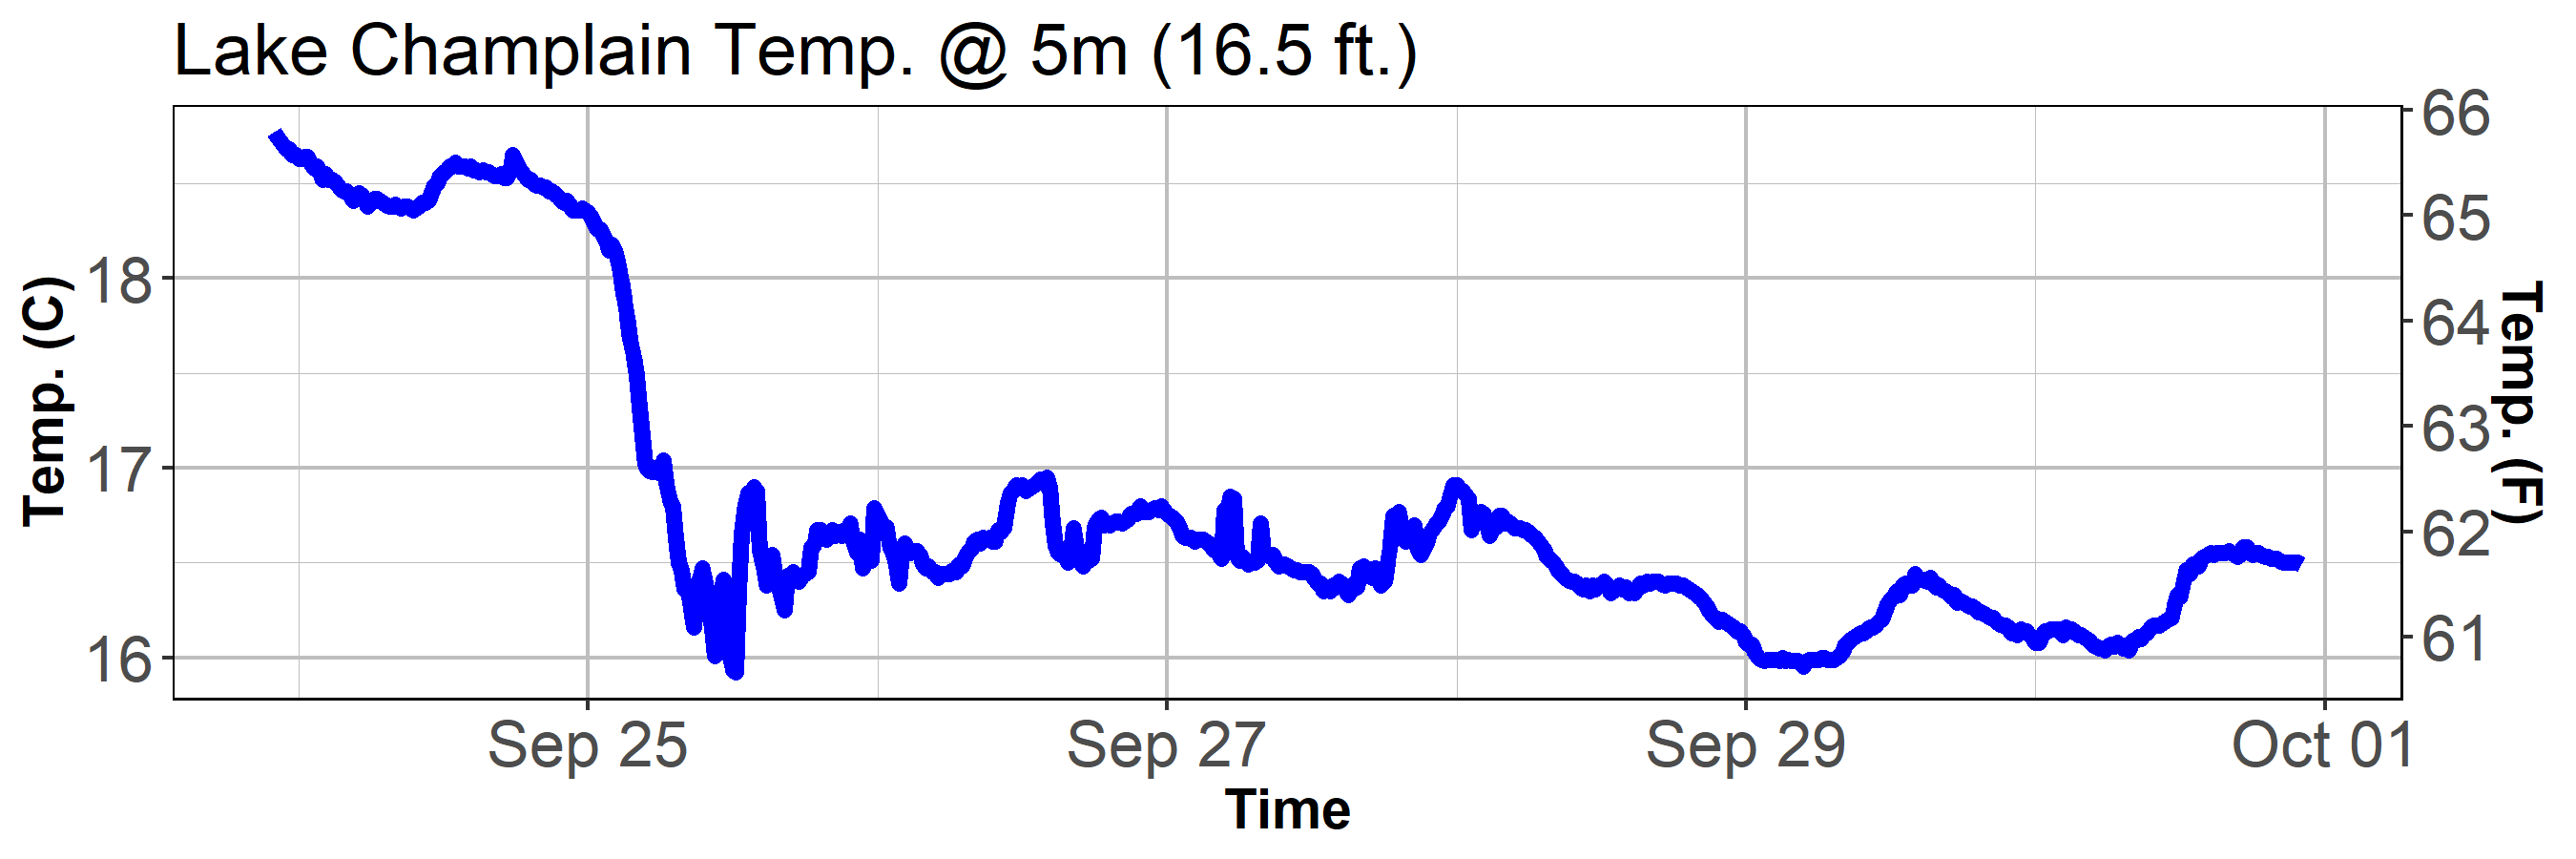 Lake Champlain Temp. @ 5m (16.5 ft.)
Temp. (C)
18
17
16
66
65
64
63
62
61
Temp. (F)
Sep 25
Sep 27
Sep 29
Oct 01
Time